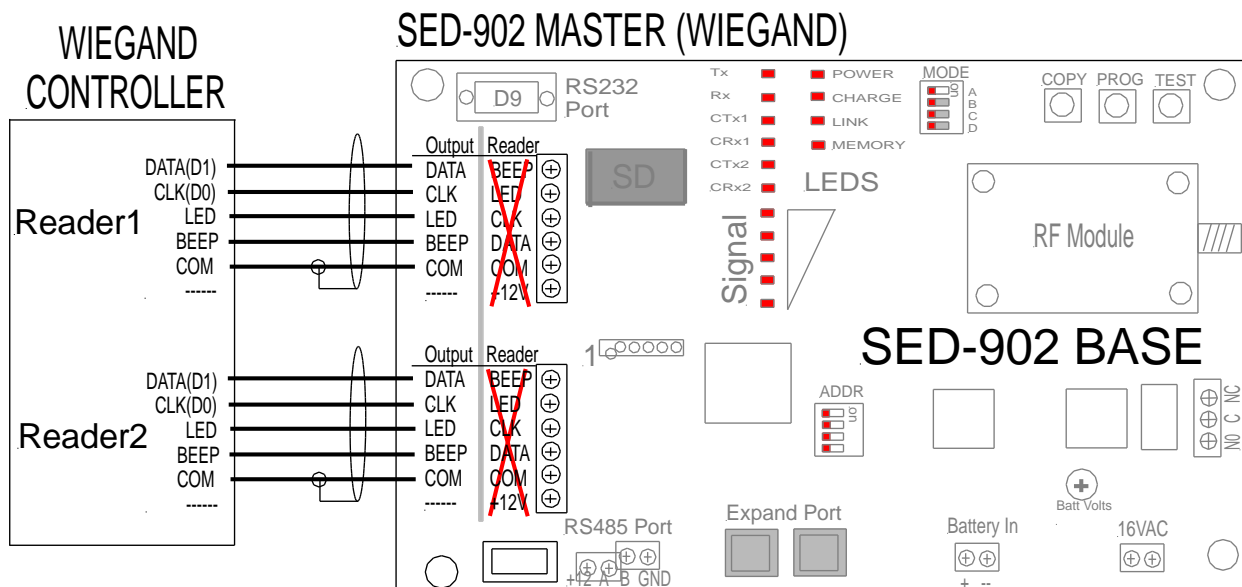 WIEGAND
CONTROLLER
SED-902 MASTER (WIEGAND)
D9
RS232
Port
Tx
Rx
CTx1
CRx1
CTx2
CRx2
POWER
CHARGE
LINK
MEMORY
LEDS
Signal
MODE
on
A
B
C
D
COPY PROG TEST
SD
RF Module
Reader1
DATA(D1)
CLK(D0)
LED
BEEP
COM
------
Output Reader
DATA BEEP
CLK LED
LED CLK
BEEP DATA
COM COM
------ +12V
1
SED-902 BASE
Reader2
DATA(D1)
CLK(D0)
LED
BEEP
COM
------
Output Reader
DATA BEEP
CLK LED
LED CLK
BEEP DATA
COM COM
------ +12V
ADDR
on
NO C NC
Batt Volts
RS485 Port
+12 A B GND
Expand Port
Battery In
+ --
16VAC